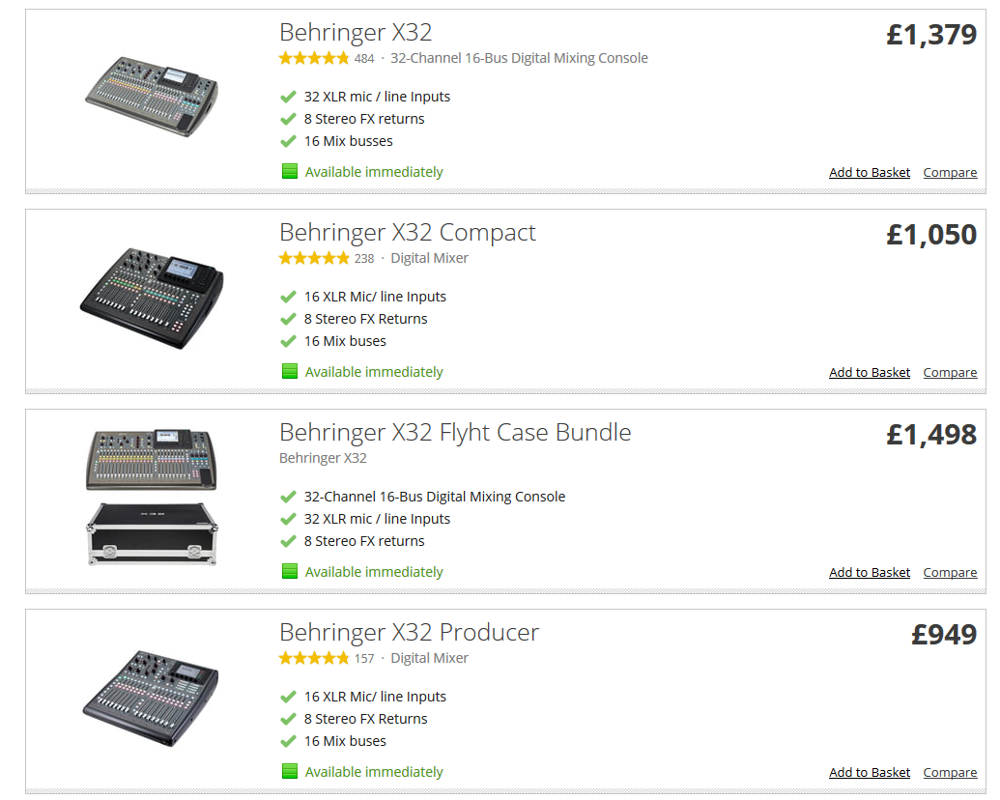 Behringer X32
£1,379
484 · 32-Channel 16-Bus Digital Mixing Console
32 XLR mic / line Inputs
8 Stereo FX returns
16 Mix busses
Available immediately
Add to Basket Compare
Behringer X32 Compact
£1,050
238 · Digital Mixer
16 XLR Mic/ line Inputs
8 Stereo FX Returns
16 Mix buses
Available immediately
Add to Basket Compare
Behringer X32 Flyht Case Bundle
£1,498
Behringer X32
32-Channel 16-Bus Digital Mixing Console
32 XLR mic / line Inputs
8 Stereo FX returns
Available immediately
Add to Basket Compare
Behringer X32 Producer
£949
157 · Digital Mixer
16 XLR Mic/ line Inputs
8 Stereo FX Returns
16 Mix buses
Available immediately
Add to Basket Compare